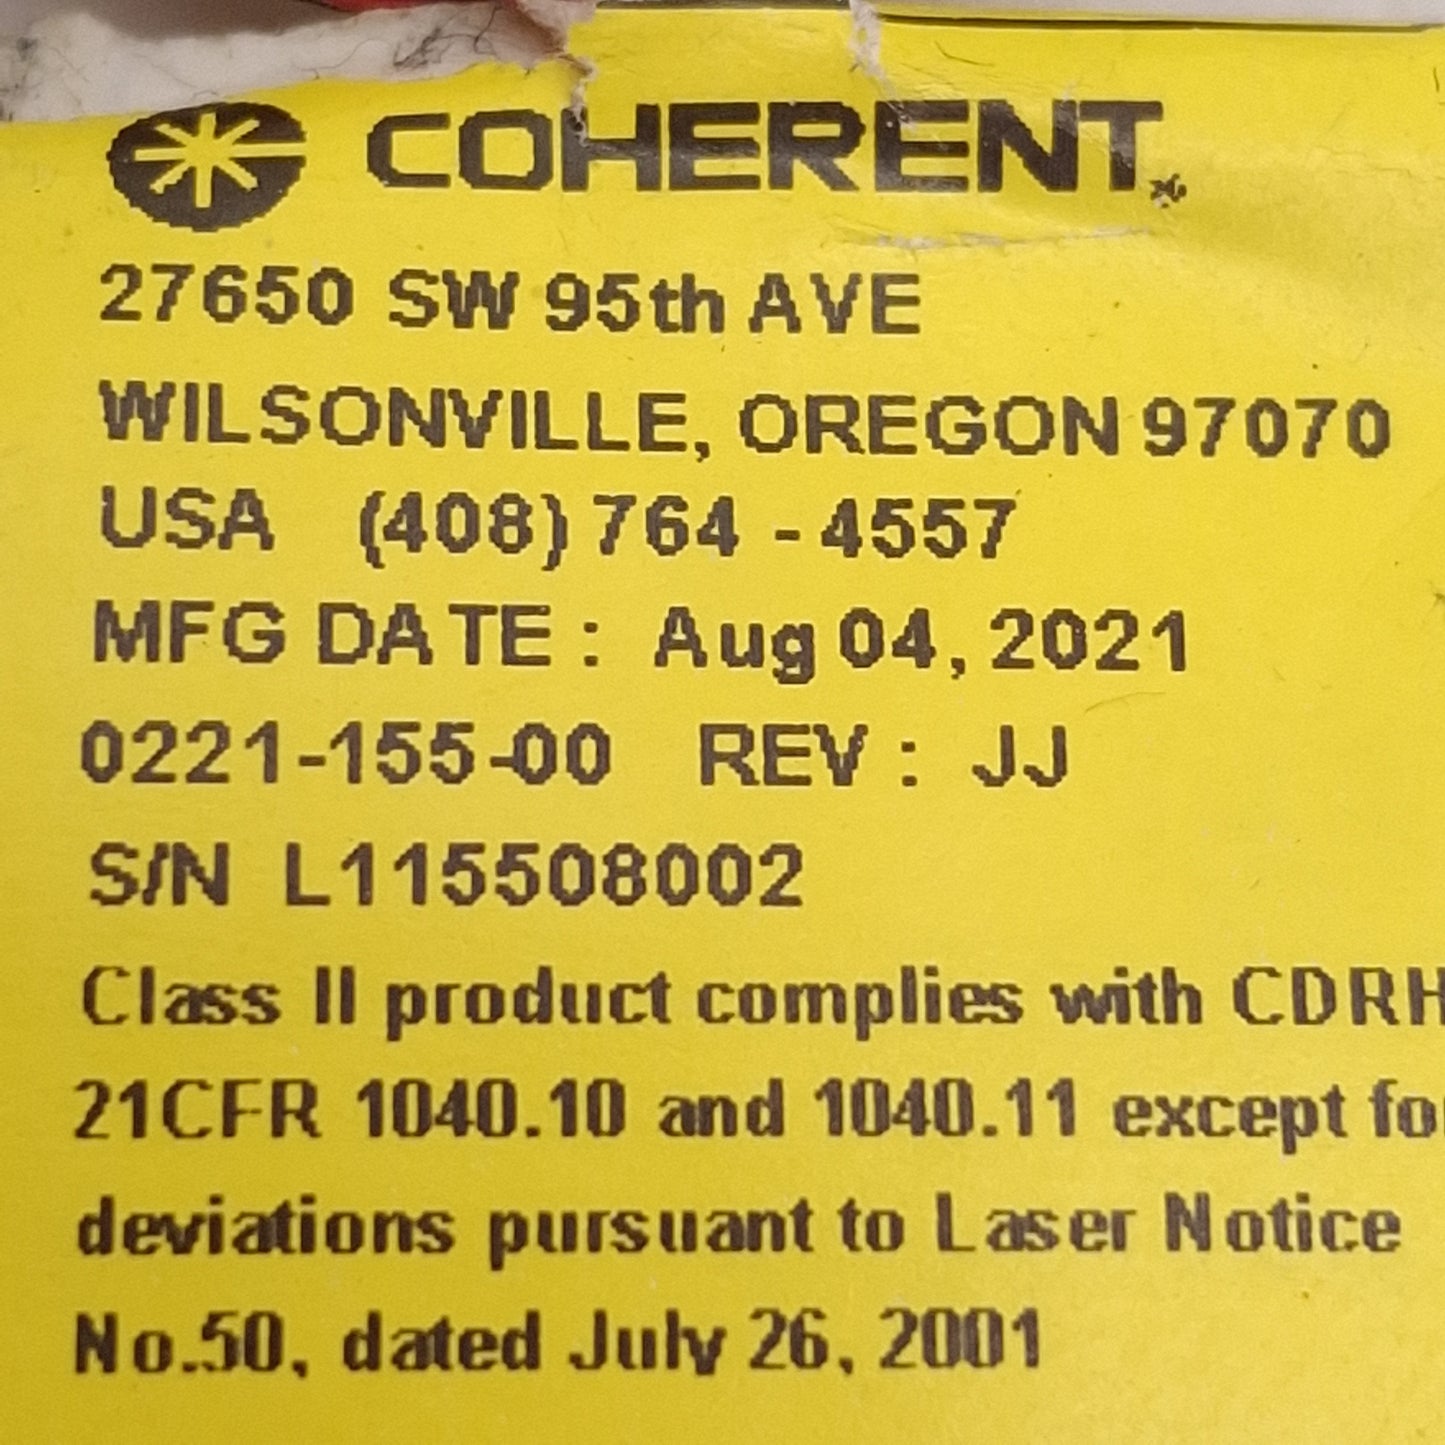 COHERENT
27650 SW 95th AVE
WILSONVILLE, OREGON 97070
USA (408) 764 - 4557
MFG DATE : Aug 04, 2021
0221-155-00 REV : JJ
S/N L115508002
Class II product complies with CDRH
21CFR 1040.10 and 1040.11 except for
deviations pursuant to Laser Notice
No.50, dated July 26, 2001